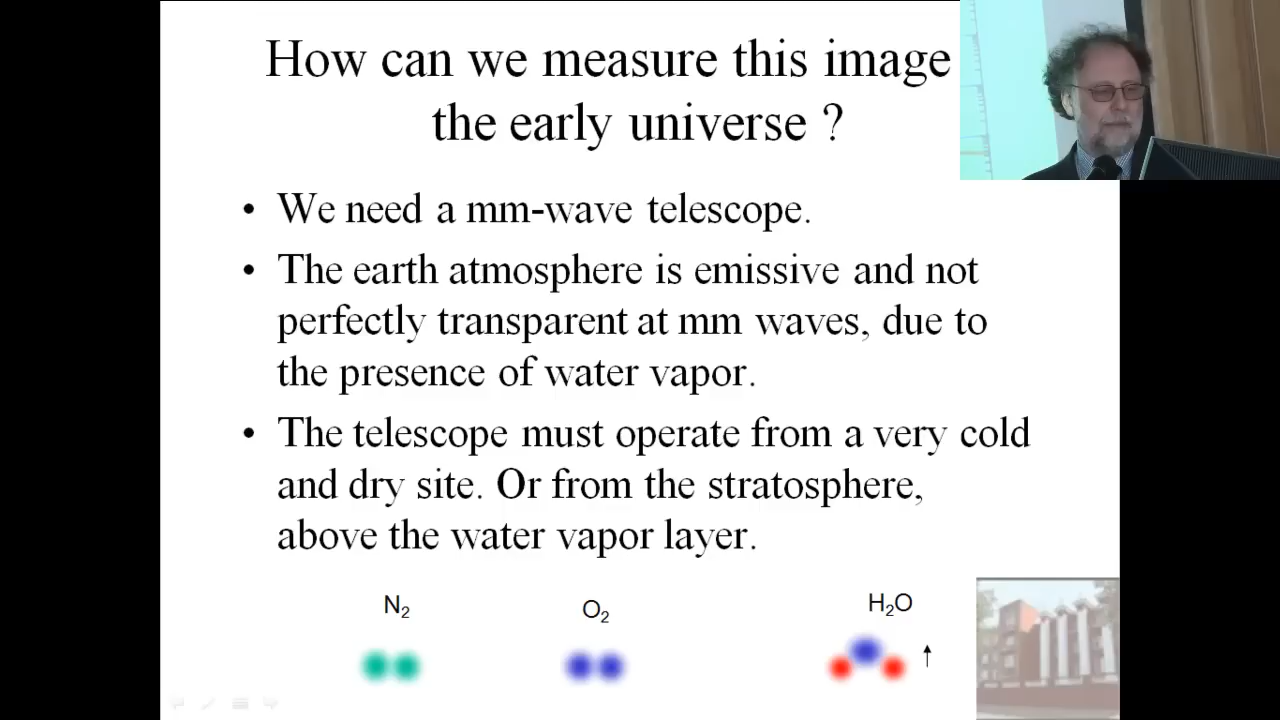 How can we measure this image
the early universe ?
• We need a mm-wave telescope.
• The earth atmosphere is emissive and not
perfectly transparent at mm waves, due to
the presence of water vapor.
• The telescope must operate from a very cold
and dry site. Or from the stratosphere,
above the water vapor layer.
N₂
O₂
H₂O